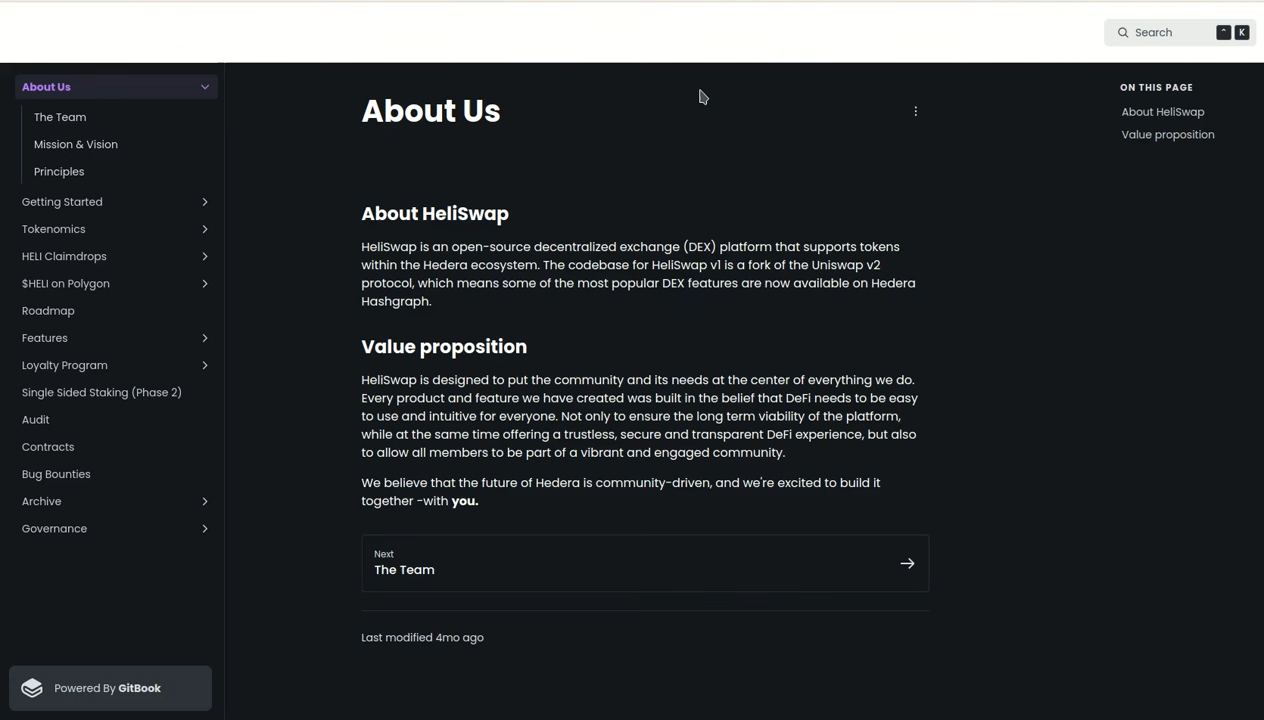 Search
^ K
About Us
The Team
Mission & Vision
Principles
Getting Started
Tokenomics
HELI Claimdrops
$HELI on Polygon
Roadmap
Features
Loyalty Program
Single Sided Staking (Phase 2)
Audit
Contracts
Bug Bounties
Archive
Governance
Powered By GitBook
About Us
About HeliSwap
HeliSwap is an open-source decentralized exchange (DEX) platform that supports tokens
within the Hedera ecosystem. The codebase for HeliSwap v1 is a fork of the Uniswap v2
protocol, which means some of the most popular DEX features are now available on Hedera
Hashgraph.
Value proposition
HeliSwap is designed to put the community and its needs at the center of everything we do.
Every product and feature we have created was built in the belief that DeFi needs to be easy
to use and intuitive for everyone. Not only to ensure the long term viability of the platform,
while at the same time offering a trustless, secure and transparent DeFi experience, but also
to allow all members to be part of a vibrant and engaged community.
We believe that the future of Hedera is community-driven, and we're excited to build it
together -with you.
Next
The Team
Last modified 4mo ago
ON THIS PAGE
About HeliSwap
Value proposition